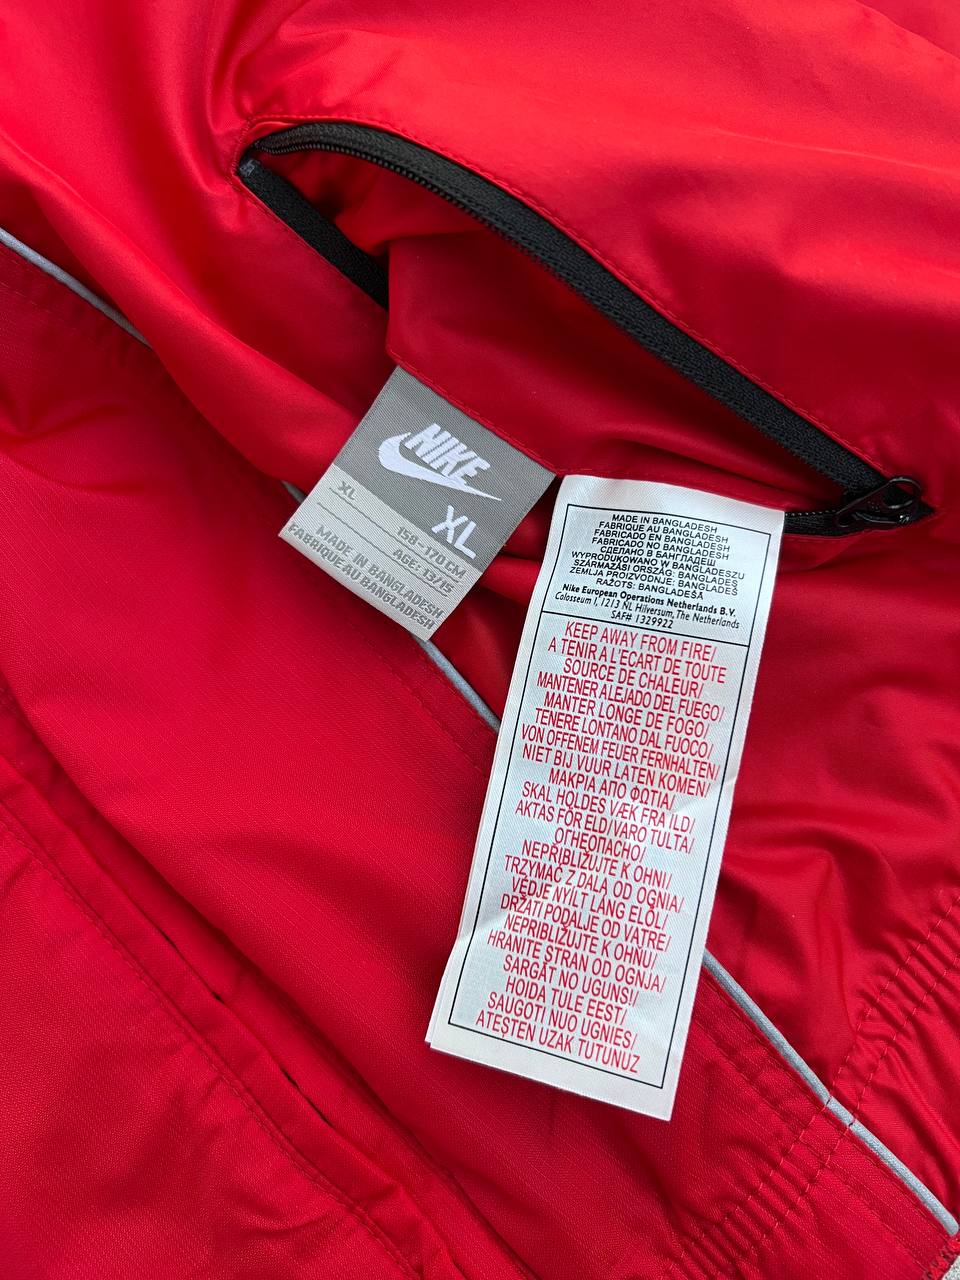 NIKE
XL
XL
158-170 CM
AGE: 13/15
MADE IN BANGLADESH
FABRIQUE AU BANGLADESH
MADE IN BANGLADESH
FABRIQUE AU BANGLADESH
FABRICADO EN BANGLADESH
FABRICADO NO BANGLADESH
СДЕЛАНО В БАНГЛАДЕШ
WYPRODUKOWANO W BANGLADESZU
SZÁRMAZÁSI ORSZÁG: BANGLADES
ZEMLJA PROIZVODNJE: BANGLADEŠ
RAŽOTS: BANGLADEŠĀ
Nike European Operations Netherlands B.V.
Colosseum 1, 1213 NL Hilversum, The Netherlands
SAF# 1329922
KEEP AWAY FROM FIRE/
A TENIR A L'ECART DE TOUTE
SOURCE DE CHALEUR/
MANTENER ALEJADO DEL FUEGO/
MANTER LONGE DE FOGO/
TENERE LONTANO DAL FUOCO/
VON OFFENEM FEUER FERNHALTEN/
NIET BIJ VUUR LATEN KOMEN/
ΜΑΚΡΙΑ ΑΠΟ ΦΩΤΙΑ/
SKAL HOLDES VÆK FRA ILD/
AKTAS FÖR ELD/VARO TULTA/
ОГНЕОПАСНО/
NEPŘIBLIŽUJTE K OHNI/
TRZYMAĆ Z DALA OD OGNIA/
VÉDJE NYÍLT LÁNG ELŐL/
DRŽATI PODALJE OD VATRE/
NEPRIBLIŽUJTE K OHŇU/
HRANITE STRAN OD OGNJA/
SARGĀT NO UGUNS!/
HOIDA TULE EEST/
SAUGOTI NUO UGNIES/
ATEŞTEN UZAK TUTUNUZ